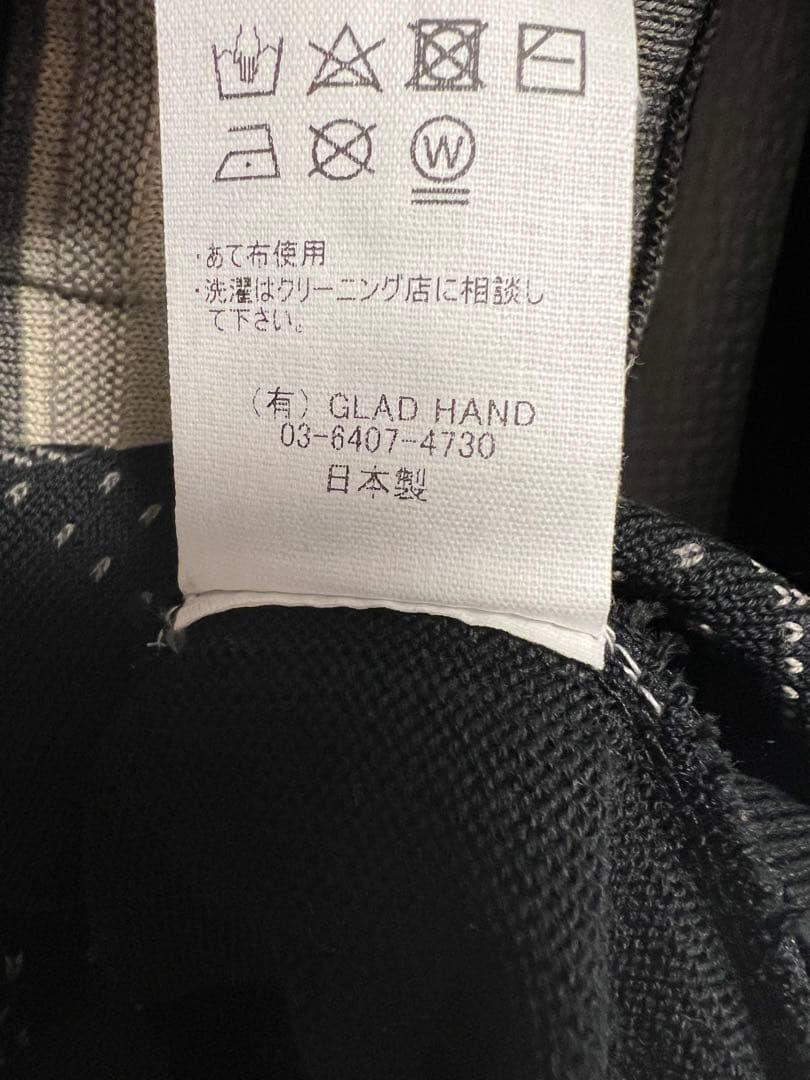 W
・あて布使用
・洗濯はクリーニング店に相談し
て下さい。
（有）GLAD HAND
03-6407-4730
日本製